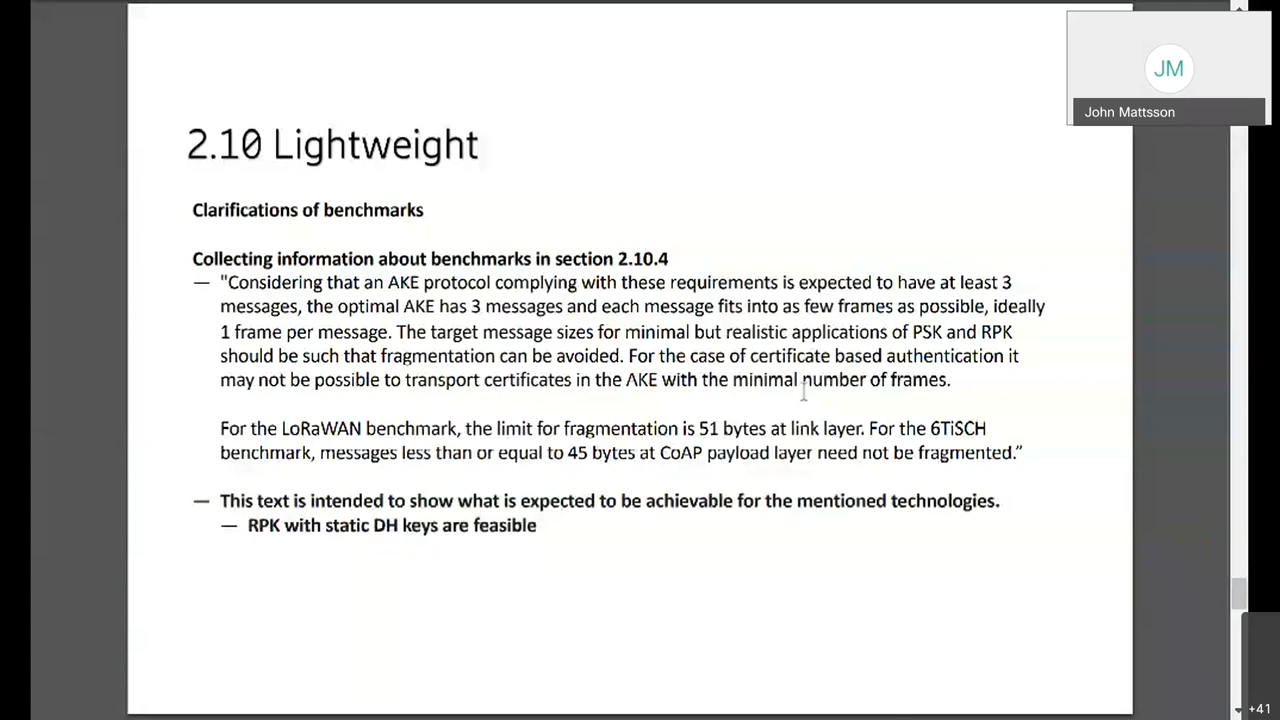 2.10 Lightweight
Clarifications of benchmarks
Collecting information about benchmarks in section 2.10.4
— "Considering that an AKE protocol complying with these requirements is expected to have at least 3
messages, the optimal AKE has 3 messages and each message fits into as few frames as possible, ideally
1 frame per message. The target message sizes for minimal but realistic applications of PSK and RPK
should be such that fragmentation can be avoided. For the case of certificate based authentication it
may not be possible to transport certificates in the AKE with the minimal number of frames.
For the LoRaWAN benchmark, the limit for fragmentation is 51 bytes at link layer. For the 6TiSCH
benchmark, messages less than or equal to 45 bytes at CoAP payload layer need not be fragmented.”
— This text is intended to show what is expected to be achievable for the mentioned technologies.
— RPK with static DH keys are feasible
JM
John Mattsson
+41